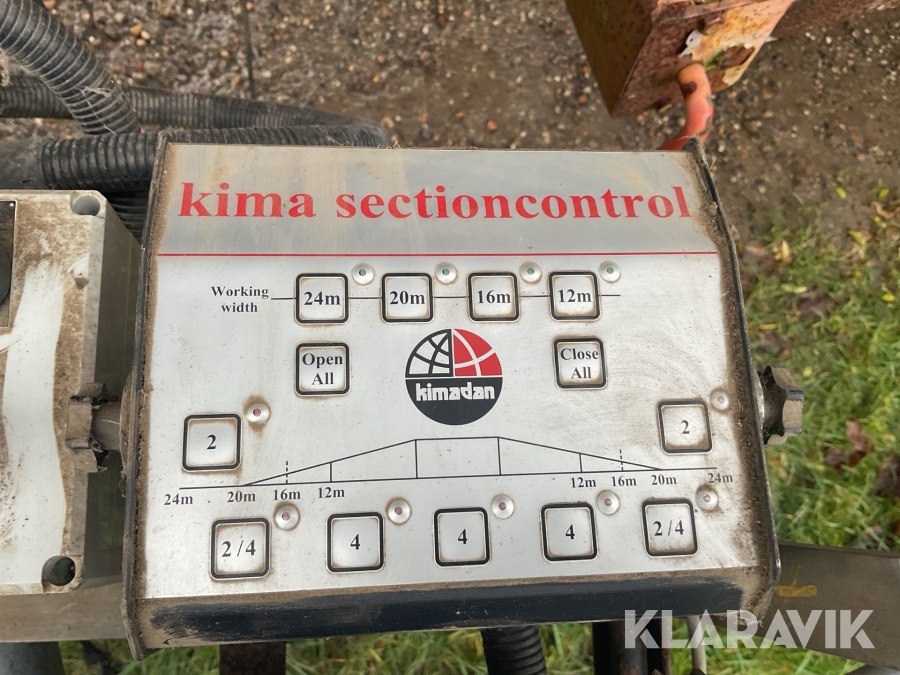 kima sectioncontrol
Working width
24m 20m 16m 12m
Open All
Close All
kimadan
2
2
24m 20m 16m 12m 12m 16m 20m 24m
2/4 4 4 4 2/4
KLARAVIK